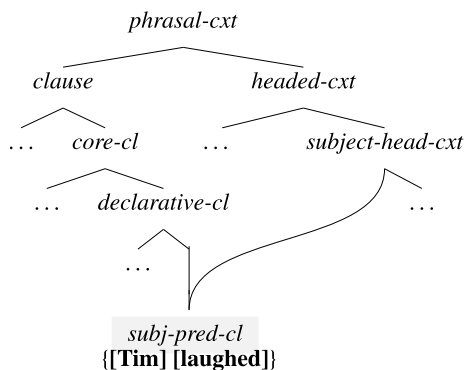 phrasal-cxt
clause headed-cxt
... core-cl ... subject-head-cxt
... declarative-cl ...
...
subj-pred-cl
{[Tim] [laughed]}